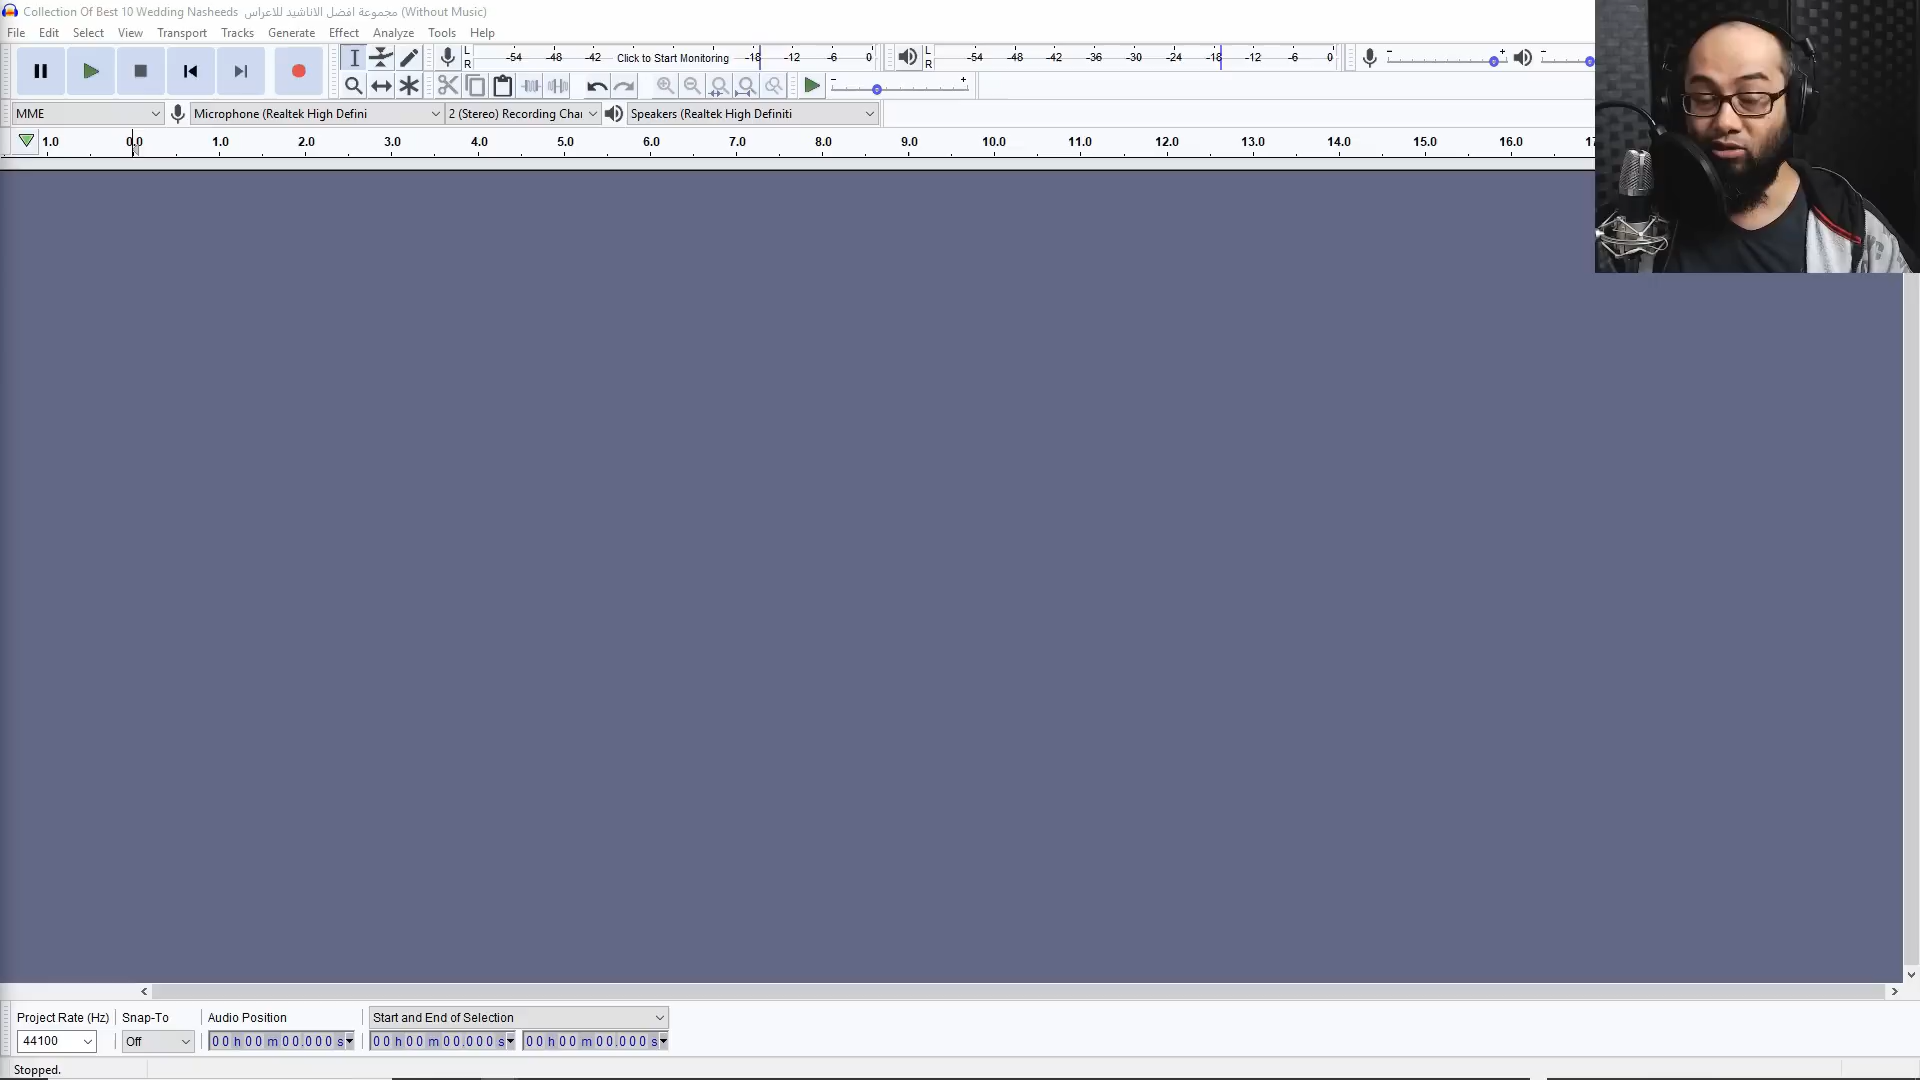 Collection Of Best 10 Wedding Nasheeds مجموعة افضل الاناشيد للاعراس (Without Music)
File Edit Select View Transport Tracks Generate Effect Analyze Tools Help
L R -54 -48 -42 Click to Start Monitoring -18 -12 -6 0 L R -54 -48 -42 -36 -30 -24 -18 -12 -6 0 - + -
- +
MME Microphone (Realtek High Defini 2 (Stereo) Recording Chai Speakers (Realtek High Definiti
1.0 0.0 1.0 2.0 3.0 4.0 5.0 6.0 7.0 8.0 9.0 10.0 11.0 12.0 13.0 14.0 15.0 16.0
Project Rate (Hz) Snap-To Audio Position Start and End of Selection
44100 Off 00 h 00 m 00.000 s 00 h 00 m 00.000 s 00 h 00 m 00.000 s
Stopped.